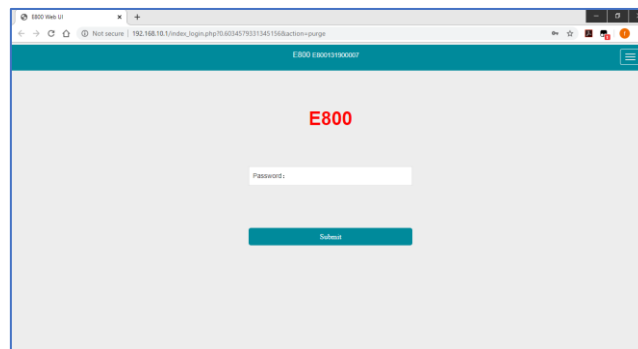 E800 Web UI
Not secure | 192.168.10.1/index_login.php?0.6034579331345156&action=purge
E800 E800131900007
E800
Password:
Submit